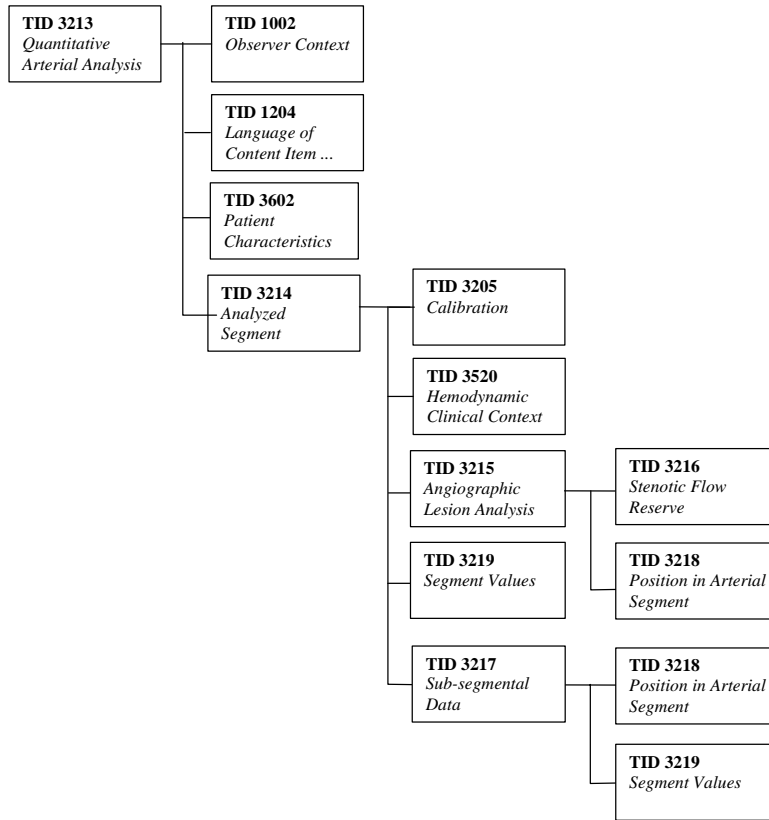 TID 3213
Quantitative
Arterial Analysis
TID 1002
Observer Context
TID 1204
Language of
Content Item ...
TID 3602
Patient
Characteristics
TID 3214
Analyzed
Segment
TID 3205
Calibration
TID 3520
Hemodynamic
Clinical Context
TID 3215
Angiographic
Lesion Analysis
TID 3216
Stenotic Flow
Reserve
TID 3218
Position in Arterial
Segment
TID 3219
Segment Values
TID 3217
Sub-segmental
Data
TID 3218
Position in Arterial
Segment
TID 3219
Segment Values